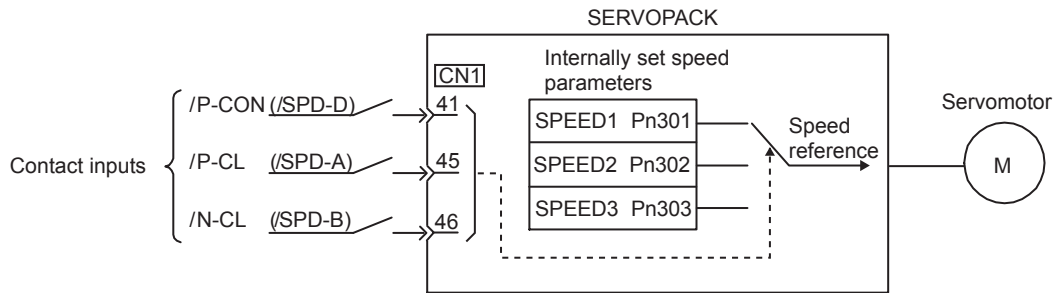 SERVOPACK
Internally set speed
parameters
CN1
/P-CON (/SPD-D) 41
SPEED1 Pn301
Speed
reference
Servomotor
Contact inputs
/P-CL (/SPD-A) 45
SPEED2 Pn302
M
/N-CL (/SPD-B) 46
SPEED3 Pn303